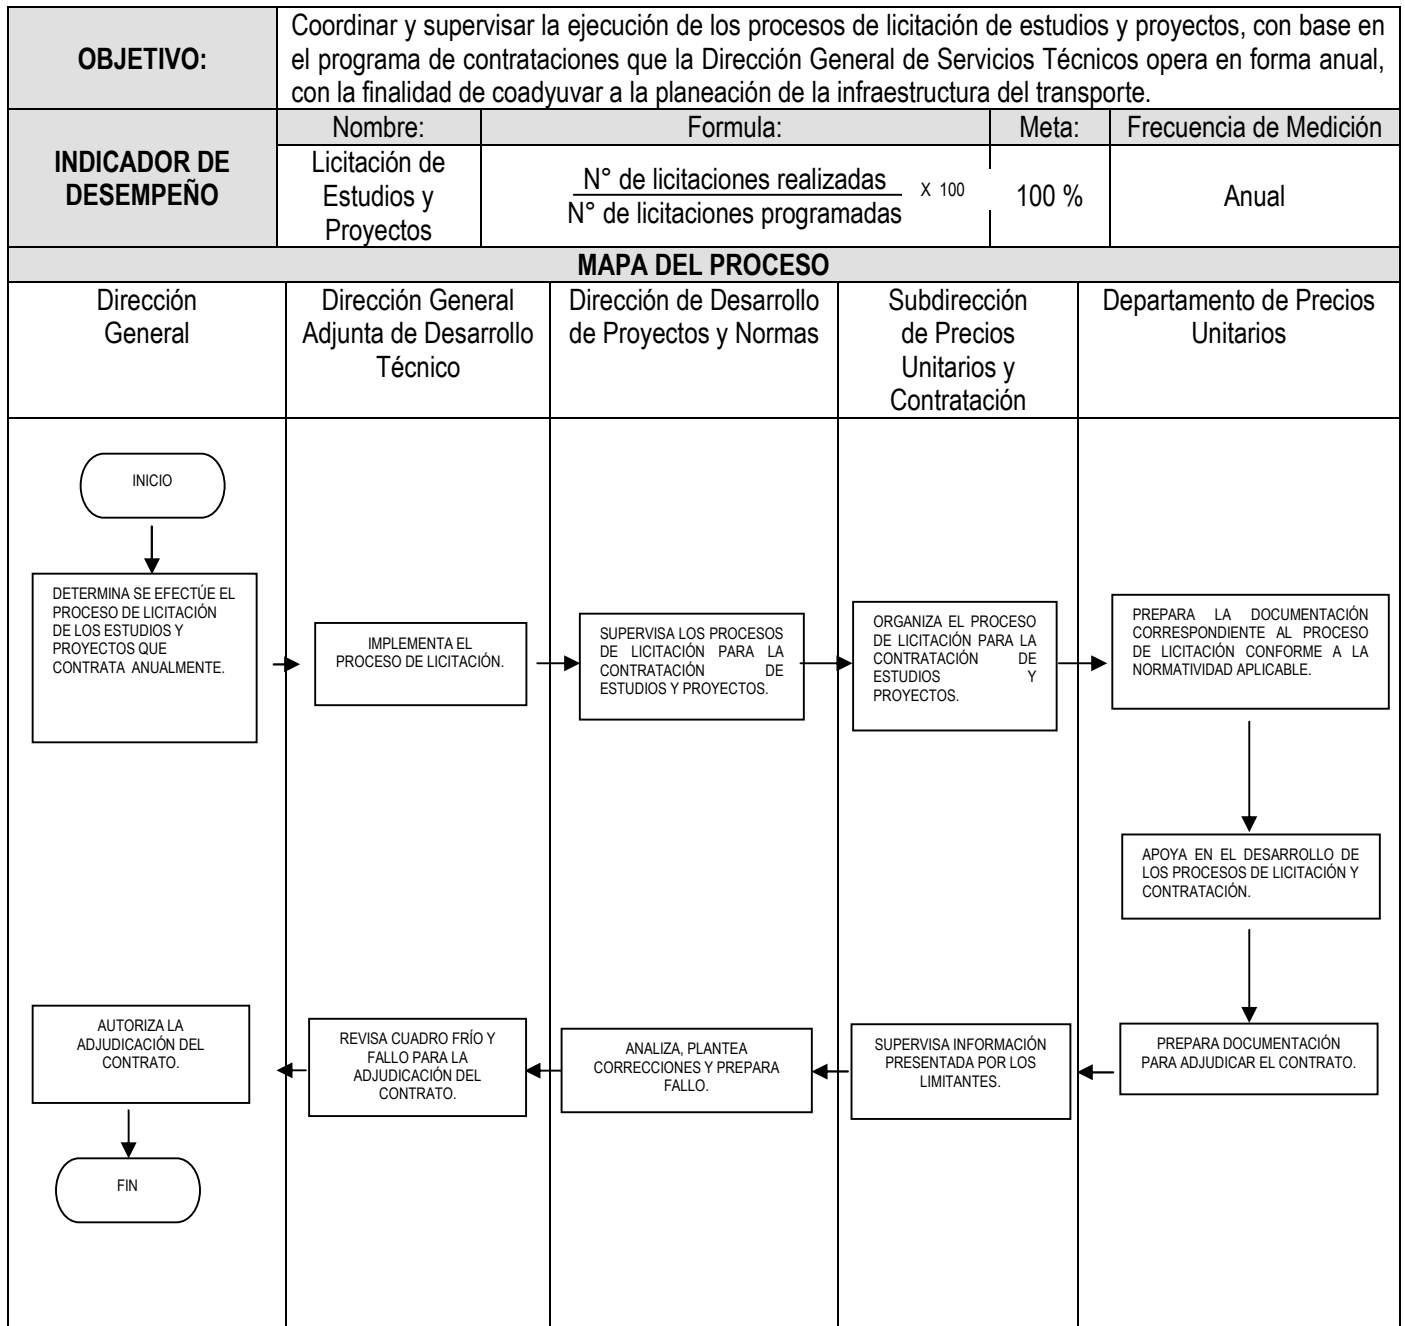 OBJETIVO:
Coordinar y supervisar la ejecución de los procesos de licitación de estudios y proyectos, con base en
el programa de contrataciones que la Dirección General de Servicios Técnicos opera en forma anual,
con la finalidad de coadyuvar a la planeación de la infraestructura del transporte.
INDICADOR DE
DESEMPEÑO
Nombre:
Formula:
Meta:
Frecuencia de Medición
Licitación de
Estudios y
Proyectos
N° de licitaciones realizadas
N° de licitaciones programadas
X 100
100 %
Anual
MAPA DEL PROCESO
Dirección
General
Dirección General
Adjunta de Desarrollo
Técnico
Dirección de Desarrollo
de Proyectos y Normas
Subdirección
de Precios
Unitarios y
Contratación
Departamento de Precios
Unitarios
INICIO
DETERMINA SE EFECTÚE EL
PROCESO DE LICITACIÓN
DE LOS ESTUDIOS Y
PROYECTOS QUE
CONTRATA ANUALMENTE.
IMPLEMENTA EL
PROCESO DE LICITACIÓN.
SUPERVISA LOS PROCESOS
DE LICITACIÓN PARA LA
CONTRATACIÓN DE
ESTUDIOS Y PROYECTOS.
ORGANIZA EL PROCESO
DE LICITACIÓN PARA LA
CONTRATACIÓN DE
ESTUDIOS Y
PROYECTOS.
PREPARA LA DOCUMENTACIÓN
CORRESPONDIENTE AL PROCESO
DE LICITACIÓN CONFORME A LA
NORMATIVIDAD APLICABLE.
APOYA EN EL DESARROLLO DE
LOS PROCESOS DE LICITACIÓN Y
CONTRATACIÓN.
PREPARA DOCUMENTACIÓN
PARA ADJUDICAR EL CONTRATO.
SUPERVISA INFORMACIÓN
PRESENTADA POR LOS
LIMITANTES.
ANALIZA, PLANTEA
CORRECCIONES Y PREPARA
FALLO.
REVISA CUADRO FRÍO Y
FALLO PARA LA
ADJUDICACIÓN DEL
CONTRATO.
AUTORIZA LA
ADJUDICACIÓN DEL
CONTRATO.
FIN